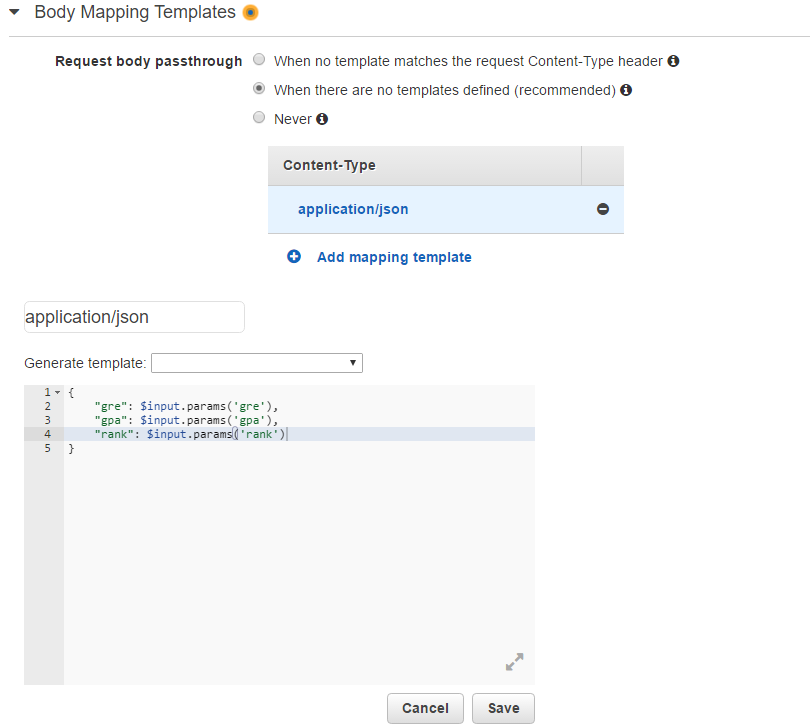 Body Mapping Templates
Request body passthrough
When no template matches the request Content-Type header
When there are no templates defined (recommended)
Never
Content-Type
application/json
Add mapping template
application/json
Generate template:
1 {
2 "gre": $input.params('gre'),
3 "gpa": $input.params('gpa'),
4 "rank": $input.params('rank')
5 }
Cancel
Save